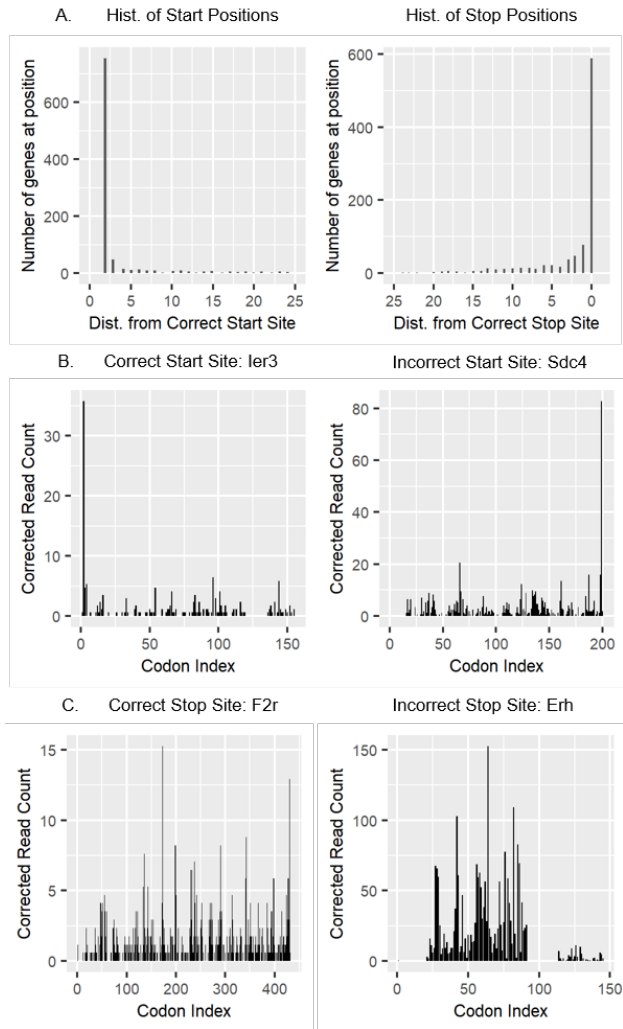 A. Hist. of Start Positions Hist. of Stop Positions
Number of genes at position
600
400
200
0
0 5 10 15 20 25
Dist. from Correct Start Site
Number of genes at position
600
400
200
0
25 20 15 10 5 0
Dist. from Correct Stop Site
B. Correct Start Site: Ier3 Incorrect Start Site: Sdc4
Corrected Read Count
30
20
10
0
0 50 100 150
Codon Index
Corrected Read Count
80
60
40
20
0
0 50 100 150 200
Codon Index
C. Correct Stop Site: F2r Incorrect Stop Site: Erh
Corrected Read Count
15
10
5
0
0 100 200 300 400
Codon Index
Corrected Read Count
150
100
50
0
0 50 100 150
Codon Index